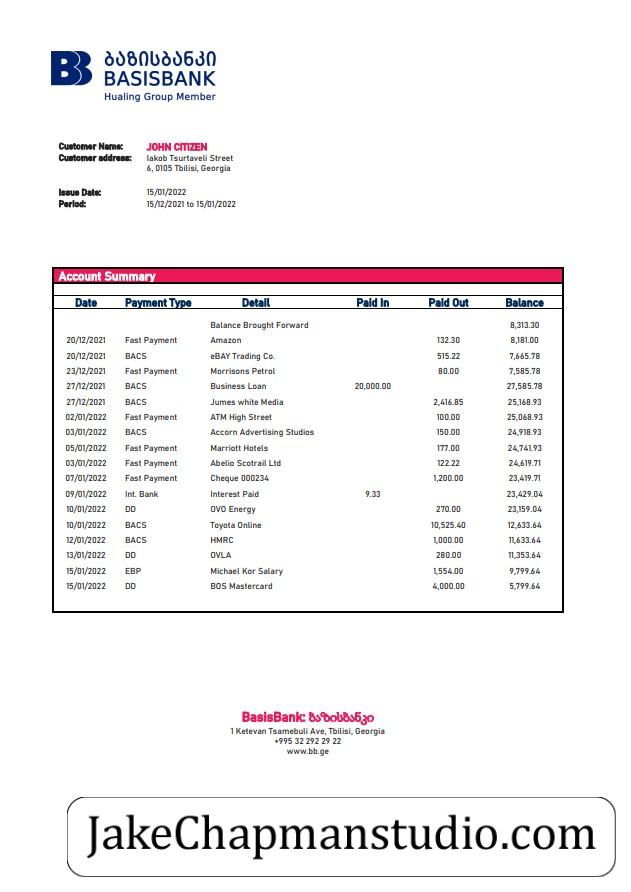 ბაზისბანკი
BASISBANK
Hualing Group Member
Customer Name: JOHN CITIZEN
Customer address: Iakob Tsurtaveli Street
6, 0105 Tbilisi, Georgia
Issue Date: 15/01/2022
Period: 15/12/2021 to 15/01/2022
Account Summary
Date Payment Type Detail Paid In Paid Out Balance
Balance Brought Forward 8,313.30
20/12/2021 Fast Payment Amazon 132.30 8,181.00
20/12/2021 BACS eBAY Trading Co. 515.22 7,665.78
23/12/2021 Fast Payment Morrisons Petrol 80.00 7,585.78
27/12/2021 BACS Business Loan 20,000.00 27,585.78
27/12/2021 BACS Jumes white Media 2,416.85 25,168.93
02/01/2022 Fast Payment ATM High Street 100.00 25,068.93
03/01/2022 BACS Accorn Advertising Studios 150.00 24,918.93
05/01/2022 Fast Payment Marriott Hotels 177.00 24,741.93
03/01/2022 Fast Payment Abelio Scotrail Ltd 122.22 24,619.71
07/01/2022 Fast Payment Cheque 000234 1,200.00 23,419.71
09/01/2022 Int. Bank Interest Paid 9.33 23,429.04
10/01/2022 DD OVO Energy 270.00 23,159.04
10/01/2022 BACS Toyota Online 10,525.40 12,633.64
12/01/2022 BACS HMRC 1,000.00 11,633.64
13/01/2022 DD OVLA 280.00 11,353.64
15/01/2022 EBP Michael Kor Salary 1,554.00 9,799.64
15/01/2022 DD BOS Mastercard 4,000.00 5,799.64
BasisBank: ბაზისბანკი
1 Ketevan Tsamebuli Ave, Tbilisi, Georgia
+995 32 292 29 22
www.bb.ge
JakeChapmanstudio.com